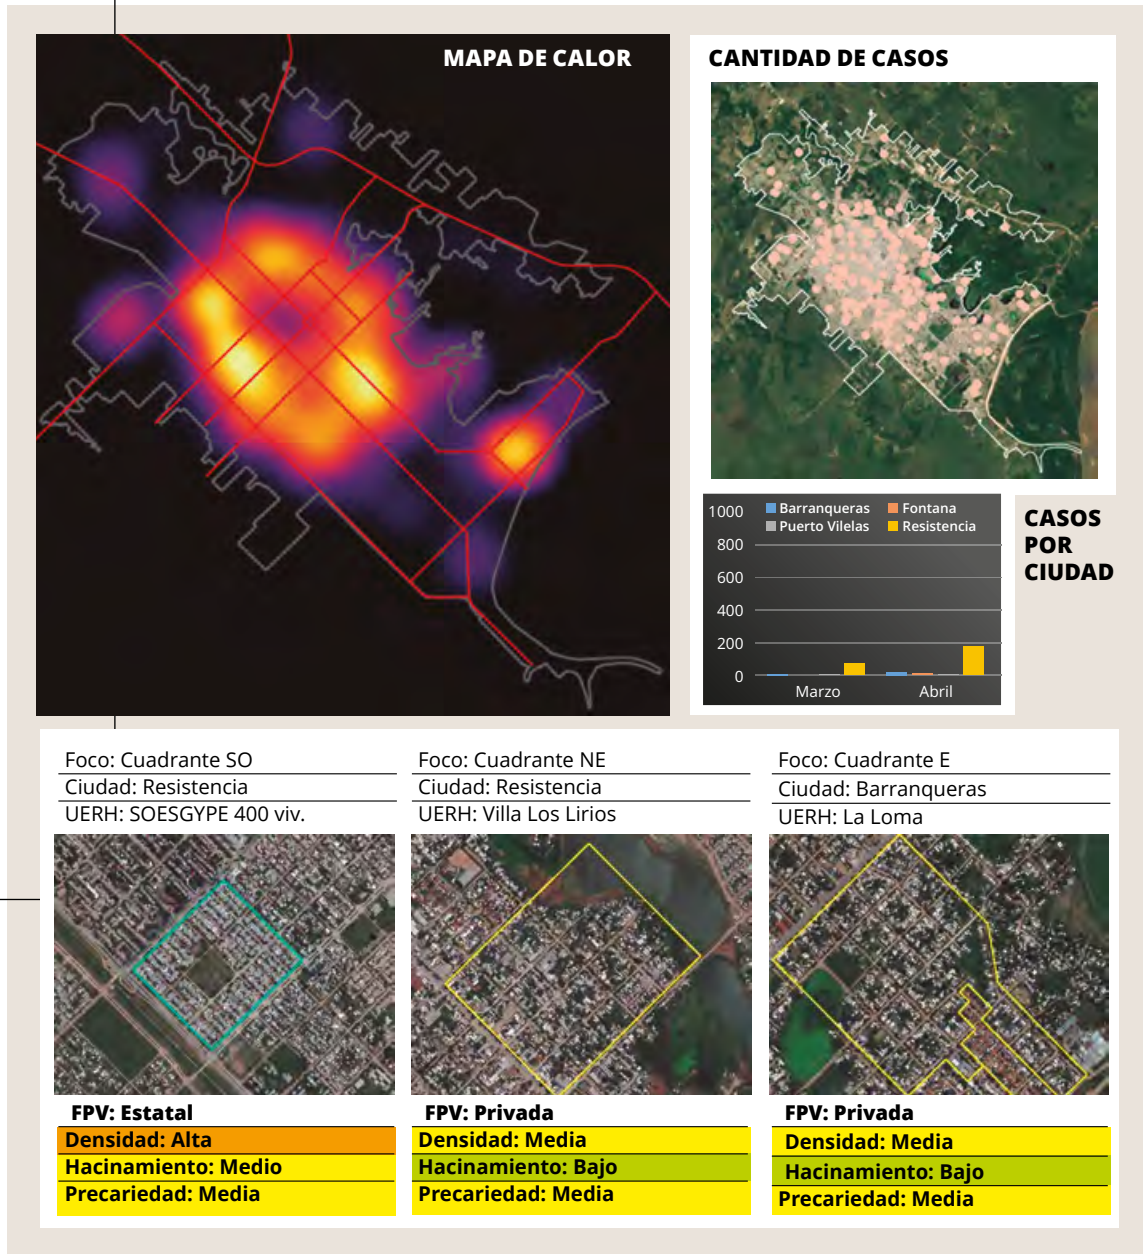 MAPA DE CALOR
CANTIDAD DE CASOS
1000
800
600
400
200
0
Barranqueras
Fontana
Puerto Vilelas
Resistencia
Marzo
Abril
CASOS
POR
CIUDAD
Foco: Cuadrante SO
Ciudad: Resistencia
UERH: SOESGYPE 400 viv.
FPV: Estatal
Densidad: Alta
Hacinamiento: Medio
Precariedad: Media
Foco: Cuadrante NE
Ciudad: Resistencia
UERH: Villa Los Lirios
FPV: Privada
Densidad: Media
Hacinamiento: Bajo
Precariedad: Media
Foco: Cuadrante E
Ciudad: Barranqueras
UERH: La Loma
FPV: Privada
Densidad: Media
Hacinamiento: Bajo
Precariedad: Media